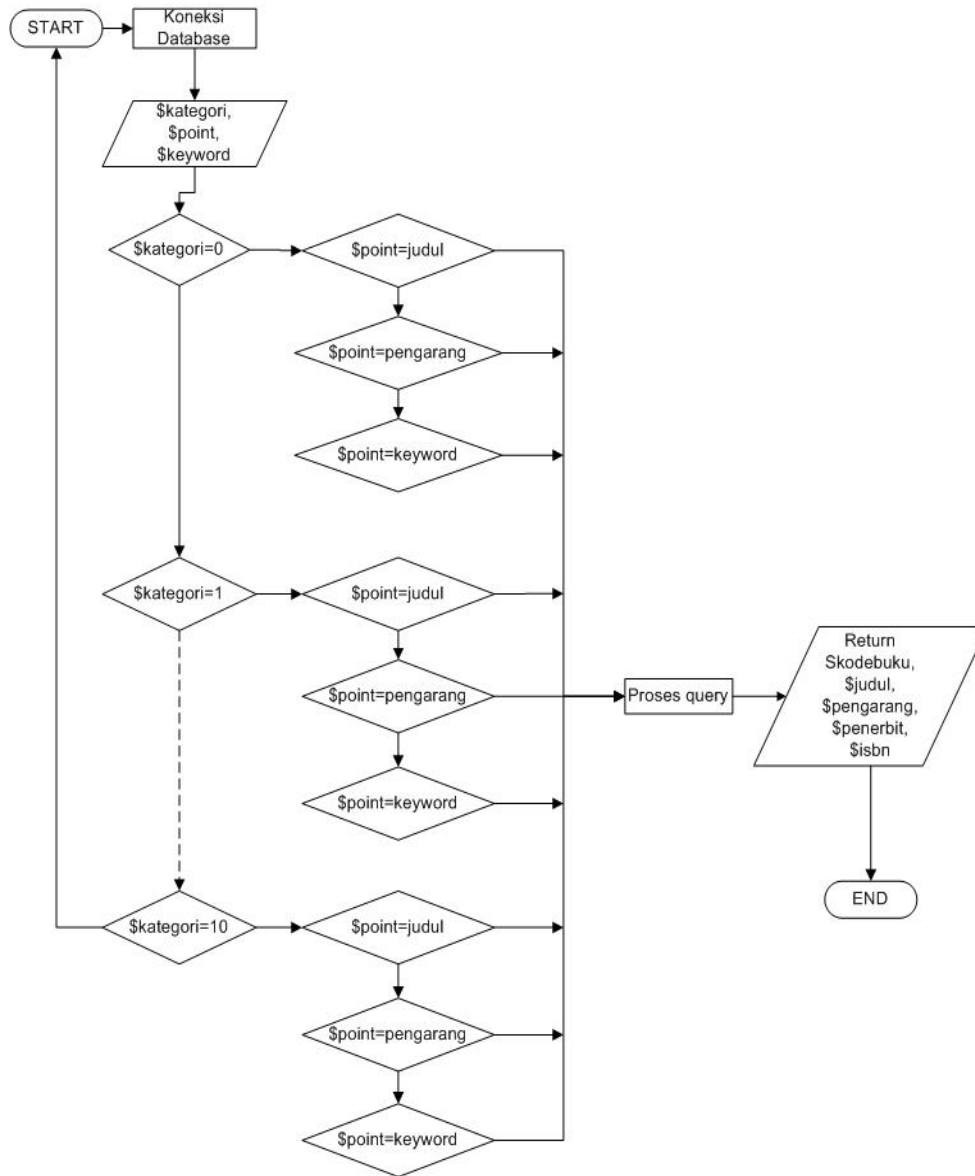 START
Koneksi
Database
$kategori,
$point,
$keyword
$kategori=0
$point=judul
$point=pengarang
$point=keyword
$kategori=1
$point=judul
$point=pengarang
$point=keyword
Proses query
Return
Skodebuku,
$judul,
$pengarang,
$penerbit,
$isbn
END
$kategori=10
$point=judul
$point=pengarang
$point=keyword